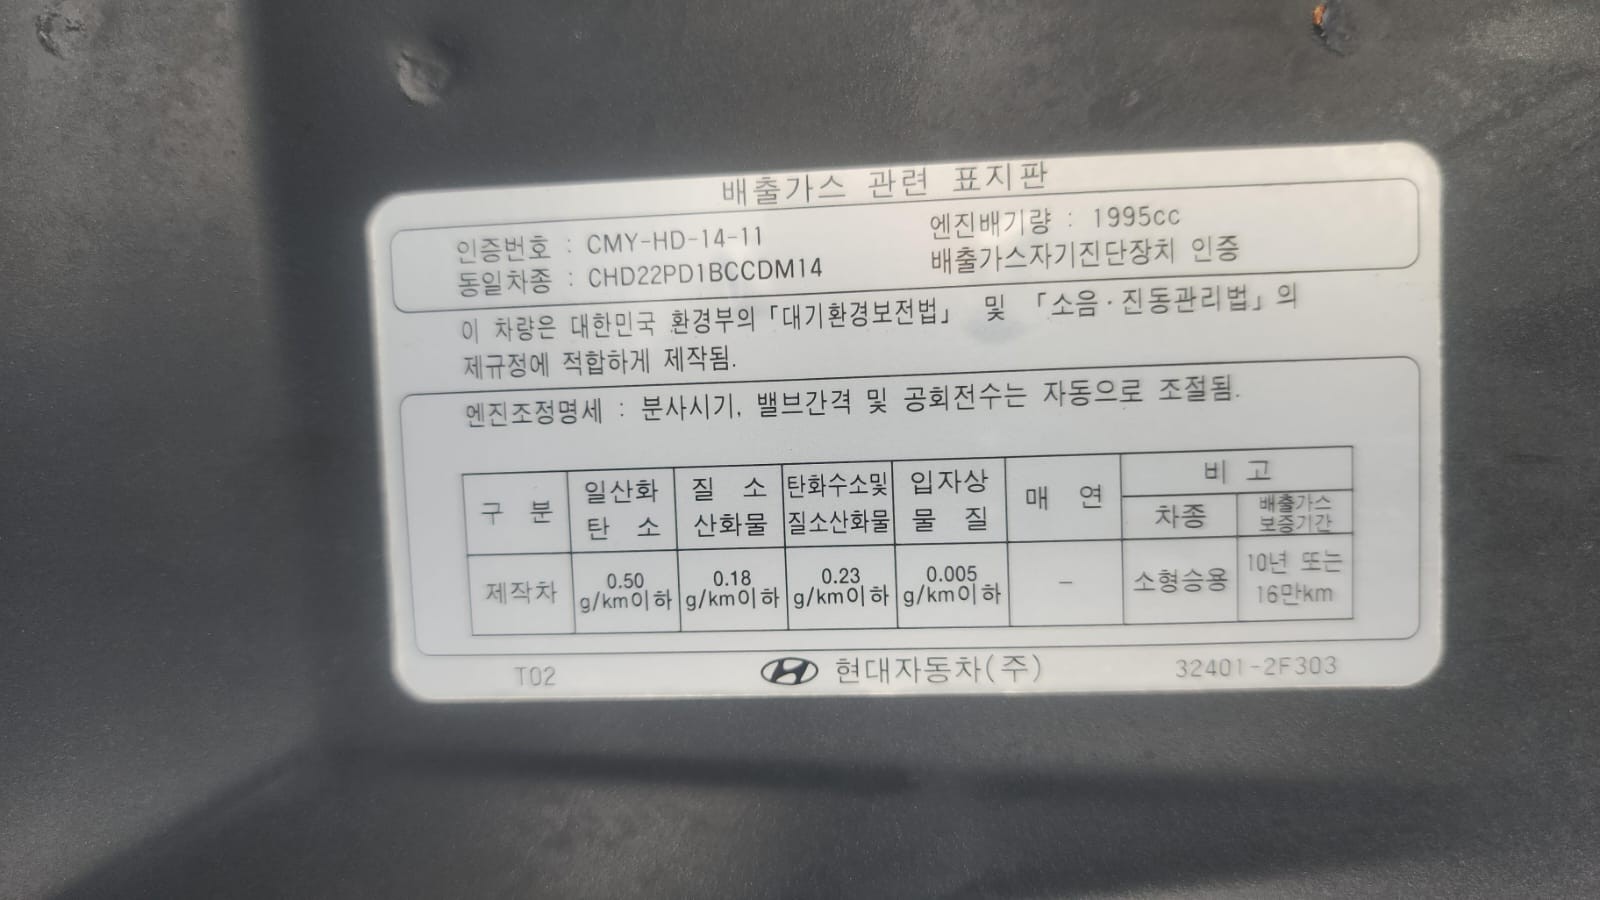 배출가스 관련 표지판
인증번호 : CMY-HD-14-11
엔진배기량 : 1995cc
동일차종 : CHD22PD1BCCDM14
배출가스자기진단장치 인증
이 차량은 대한민국 환경부의 「대기환경보전법」 및 「소음·진동관리법」의
제규정에 적합하게 제작됨.
엔진조정명세 : 분사시기, 밸브간격 및 공회전수는 자동으로 조절됨.
구 분 일산화 탄 소 질 소 산화물 탄화수소및 질소산화물 입자상 물 질 매 연 비 고
차종 배출가스 보증기간
제작차 0.50 g/km이하 0.18 g/km이하 0.23 g/km이하 0.005 g/km이하 - 소형승용 10년 또는 16만km
T02 현대자동차(주) 32401-2F303